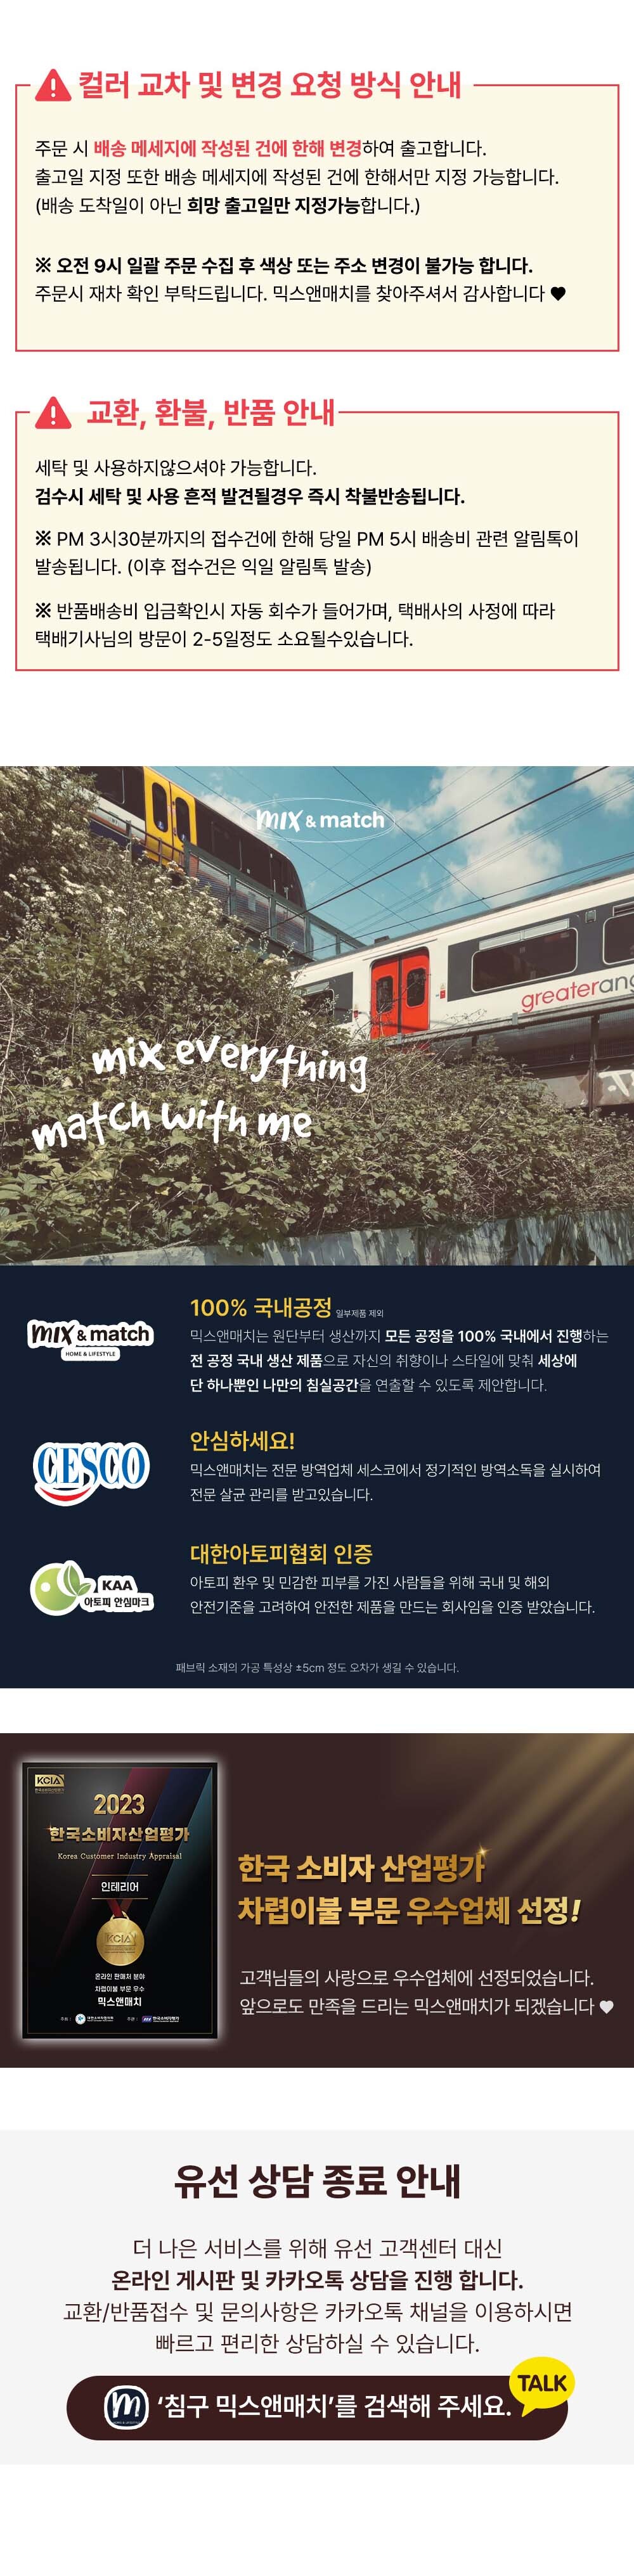 컬러 교차 및 변경 요청 방식 안내
주문 시 배송 메세지에 작성된 건에 한해 변경하여 출고합니다.
출고일 지정 또한 배송 메세지에 작성된 건에 한해서만 지정 가능합니다.
(배송 도착일이 아닌 희망 출고일만 지정가능합니다.)
※ 오전 9시 일괄 주문 수집 후 색상 또는 주소 변경이 불가능 합니다.
주문시 재차 확인 부탁드립니다. 믹스앤매치를 찾아주셔서 감사합니다 ♥
교환, 환불, 반품 안내
세탁 및 사용하지않으셔야 가능합니다.
검수시 세탁 및 사용 흔적 발견될경우 즉시 착불반송됩니다.
※ PM 3시30분까지의 접수건에 한해 당일 PM 5시 배송비 관련 알림톡이
발송됩니다. (이후 접수건은 익일 알림톡 발송)
※ 반품배송비 입금확인시 자동 회수가 들어가며, 택배사의 사정에 따라
택배기사님의 방문이 2-5일정도 소요될수있습니다.
mix & match
greaterang
mix everything
match with me
100% 국내공정 일부제품 제외
mix & match
HOME & LIFESTYLE
믹스앤매치는 원단부터 생산까지 모든 공정을 100% 국내에서 진행하는
전 공정 국내 생산 제품으로 자신의 취향이나 스타일에 맞춰 세상에
단 하나뿐인 나만의 침실공간을 연출할 수 있도록 제안합니다.
CESCO
안심하세요!
믹스앤매치는 전문 방역업체 세스코에서 정기적인 방역소독을 실시하여
전문 살균 관리를 받고있습니다.
KAA
아토피 안심마크
대한아토피협회 인증
아토피 환우 및 민감한 피부를 가진 사람들을 위해 국내 및 해외
안전기준을 고려하여 안전한 제품을 만드는 회사임을 인증 받았습니다.
패브릭 소재의 가공 특성상 ±5cm 정도 오차가 생길 수 있습니다.
KCIA
2023
한국소비자산업평가
Korea Customer Industry Appraisal
인테리어
KCIA
온라인 판매처 분야
차렵이불 부문 우수
믹스앤매치
한국 소비자 산업평가
차렵이불 부문 우수업체 선정!
고객님들의 사랑으로 우수업체에 선정되었습니다.
앞으로도 만족을 드리는 믹스앤매치가 되겠습니다 ♥
유선 상담 종료 안내
더 나은 서비스를 위해 유선 고객센터 대신
온라인 게시판 및 카카오톡 상담을 진행 합니다.
교환/반품접수 및 문의사항은 카카오톡 채널을 이용하시면
빠르고 편리한 상담하실 수 있습니다.
TALK
m '침구 믹스앤매치'를 검색해 주세요.